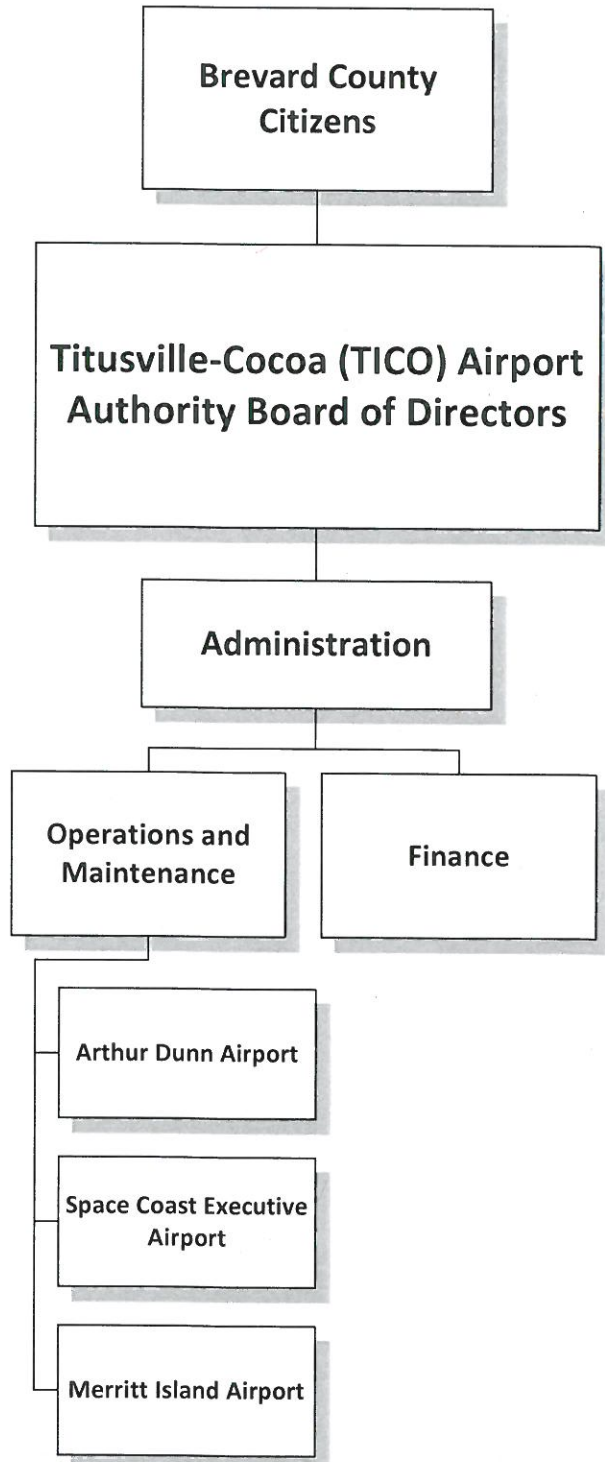 Brevard County
Citizens
Titusville-Cocoa (TICO) Airport
Authority Board of Directors
Administration
Operations and
Maintenance
Finance
Arthur Dunn Airport
Space Coast Executive
Airport
Merritt Island Airport